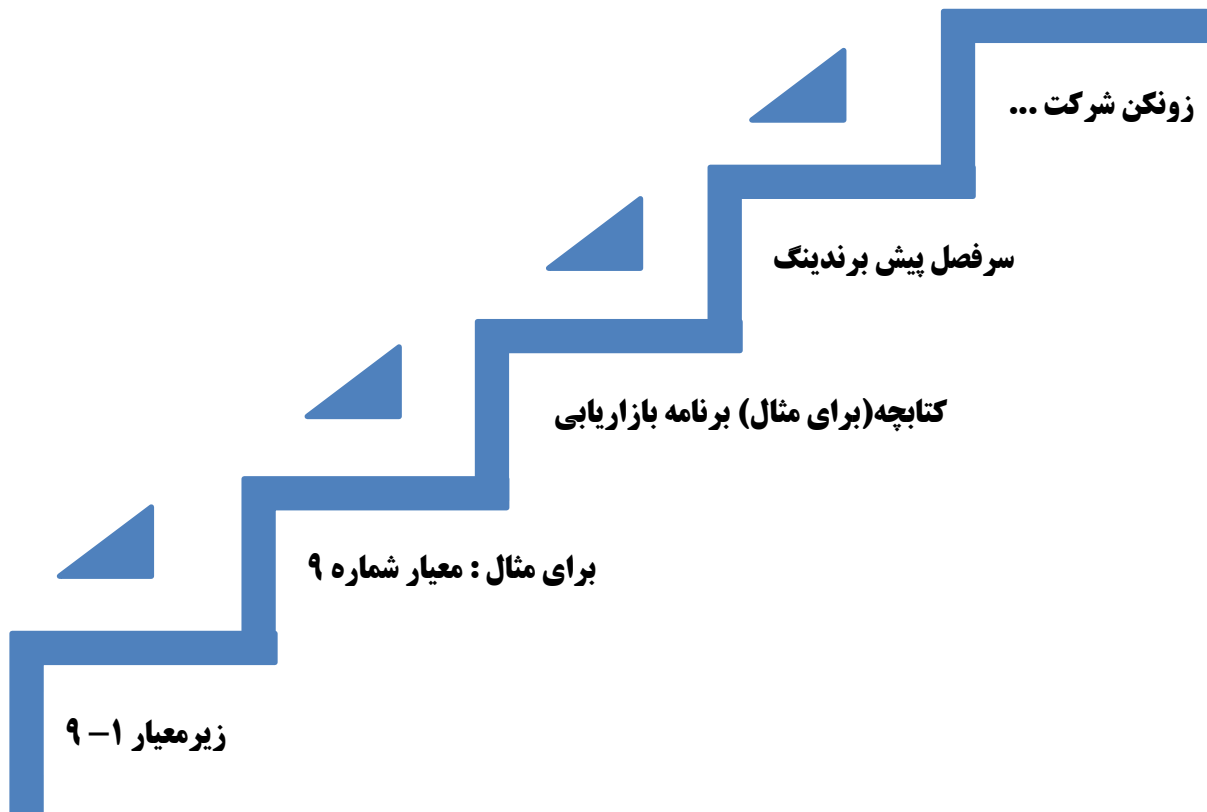 زونکن شرکت ...
سرفصل پیش برندینگ
کتابچه(برای مثال) برنامه بازاریابی
برای مثال : معیار شماره ۹
زیرمعیار ۱– ۹